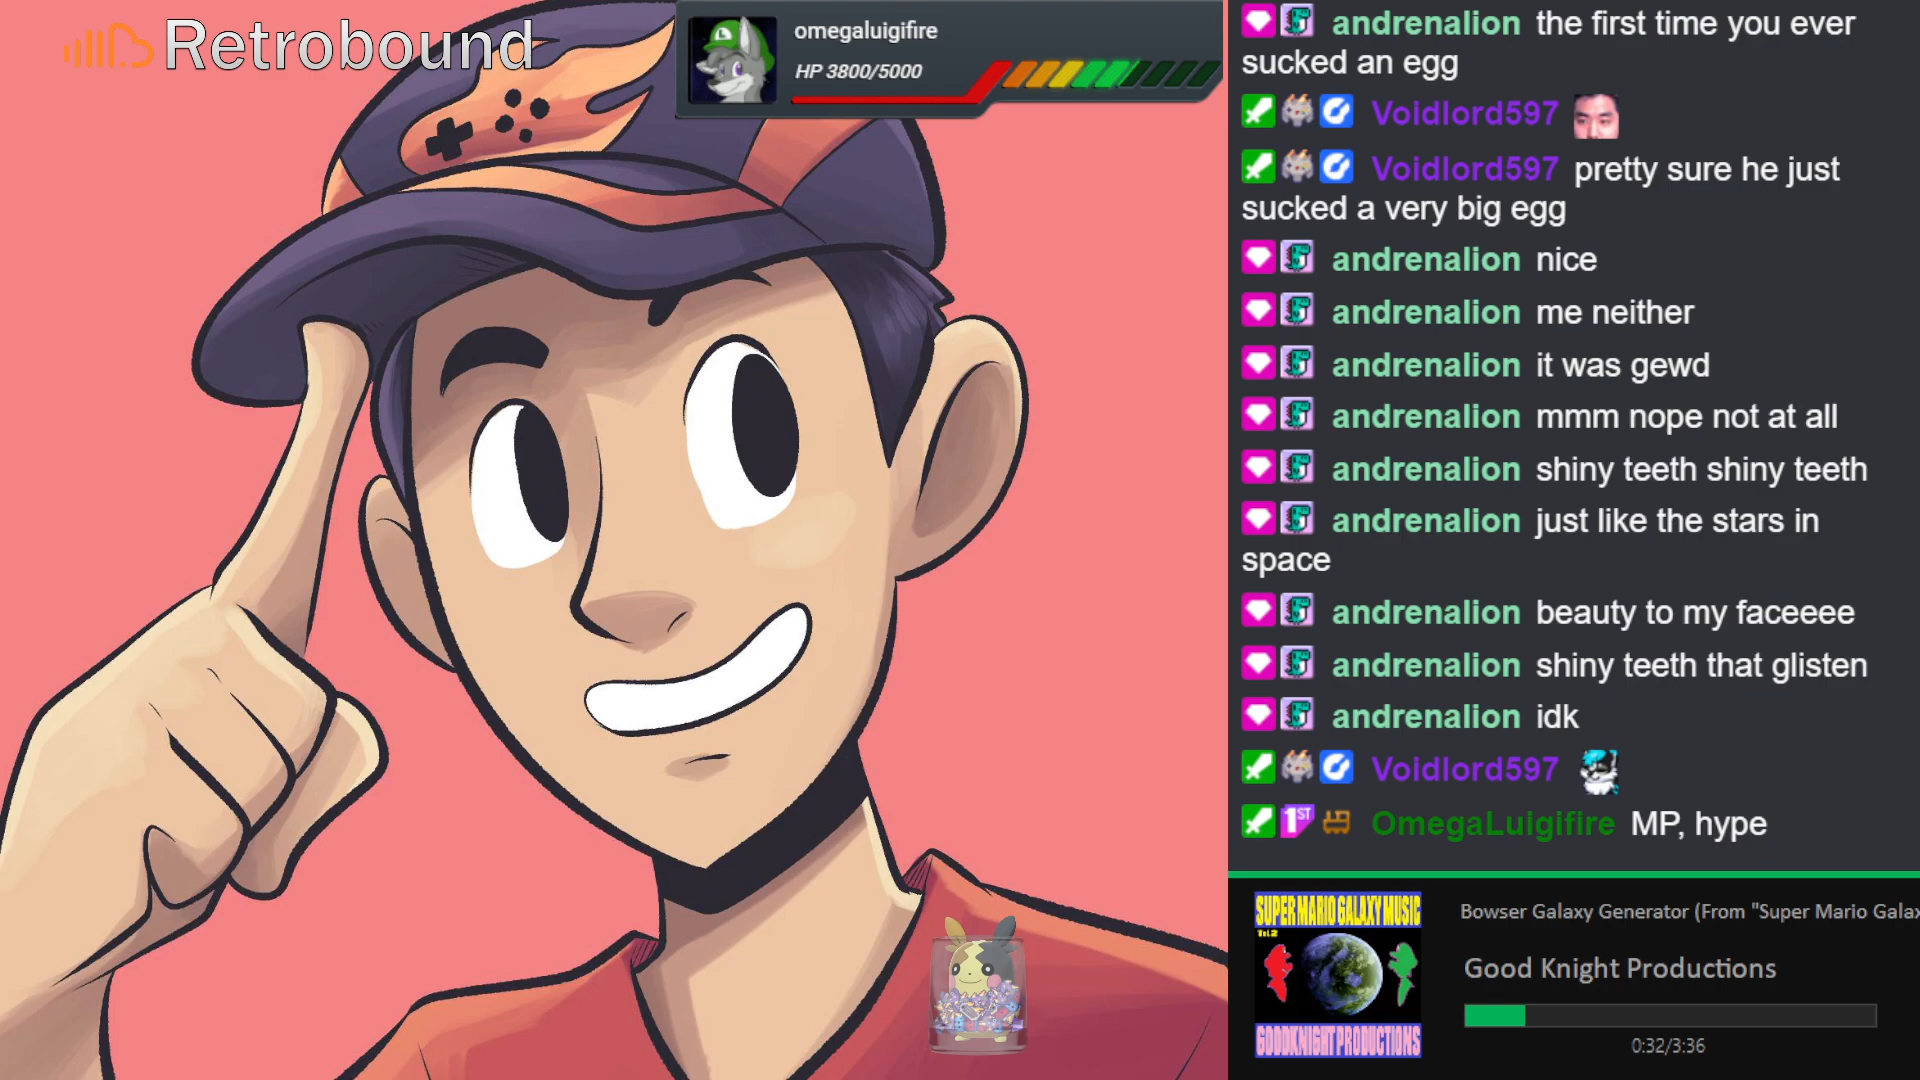 Retrobound
omegaluigifire
HP 3800/5000
andrenalion the first time you ever
sucked an egg
Voidlord597
Voidlord597 pretty sure he just
sucked a very big egg
andrenalion nice
andrenalion me neither
andrenalion it was gewd
andrenalion mmm nope not at all
andrenalion shiny teeth shiny teeth
andrenalion just like the stars in
space
andrenalion beauty to my faceeee
andrenalion shiny teeth that glisten
andrenalion idk
Voidlord597
1ST OmegaLuigifire MP, hype
SUPER MARIO GALAXY MUSIC
Vol.2
GOODKNIGHT PRODUCTIONS
Bowser Galaxy Generator (From "Super Mario Galax
Good Knight Productions
0:32/3:36